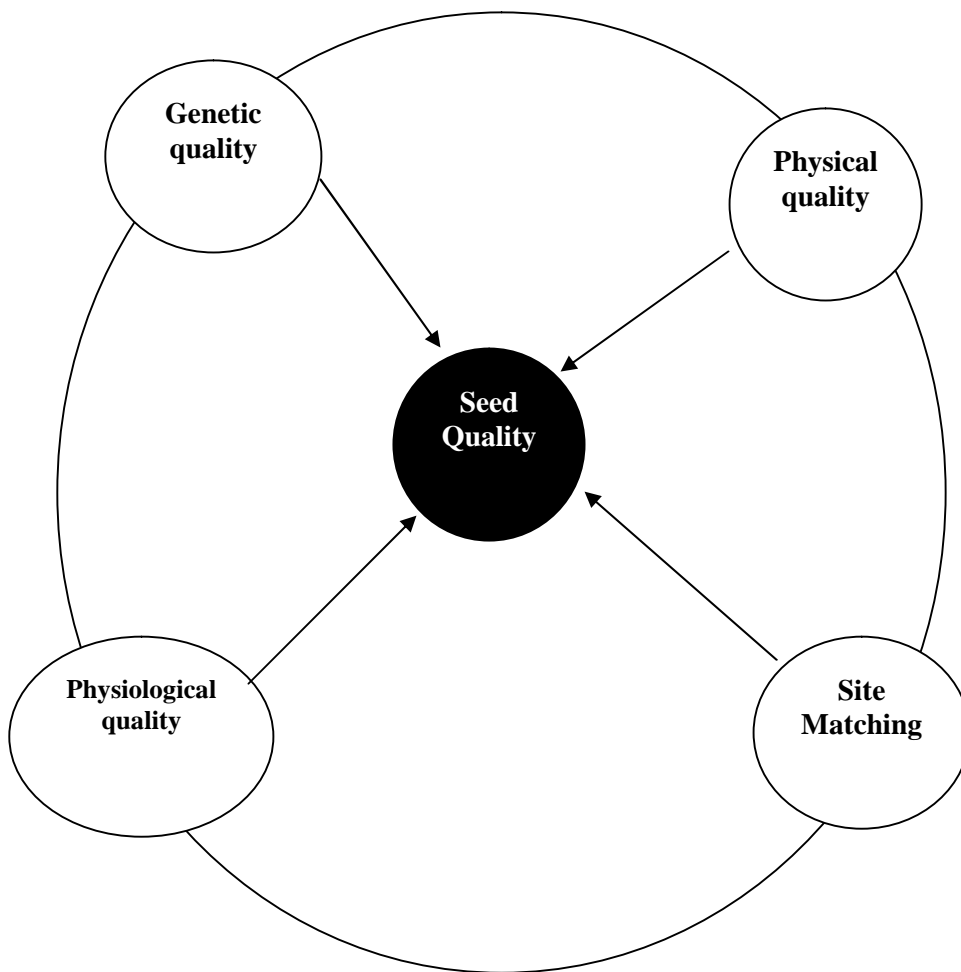 Genetic
quality
Physical
quality
Seed
Quality
Physiological
quality
Site
Matching